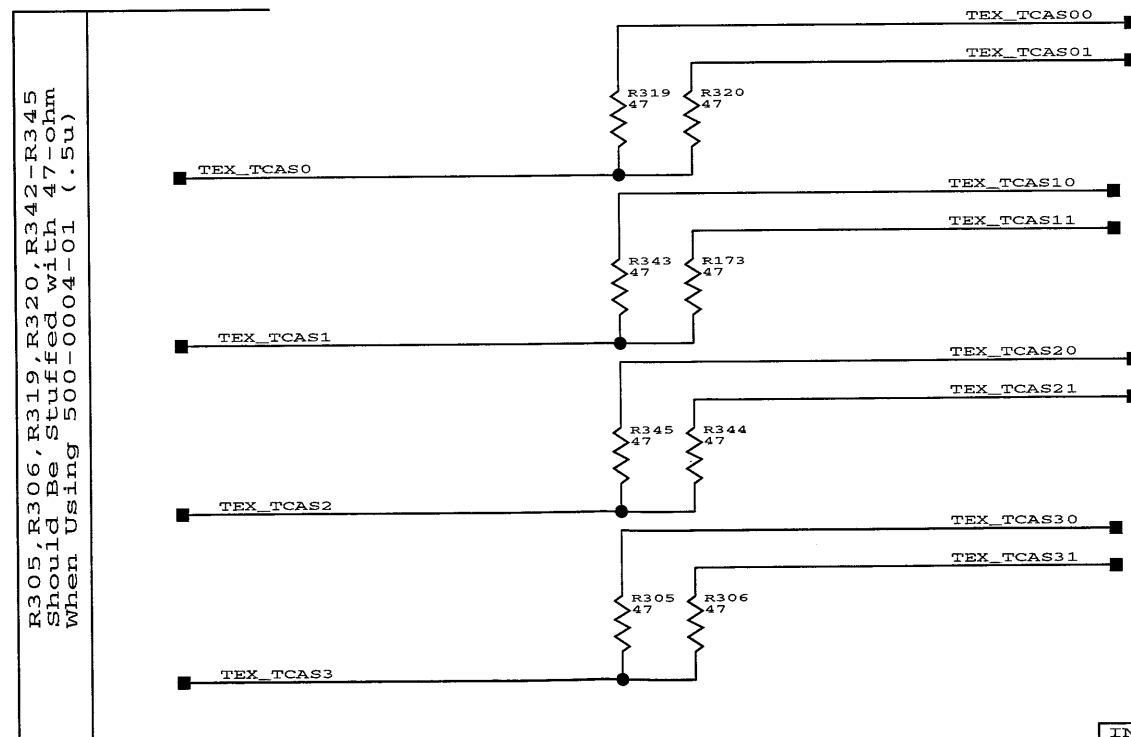 R305,R306,R319,R320,R342-R345
Should Be Stuffed with 47-ohm
When Using 500-0004-01 (.5u)
TEX_TCAS00
TEX_TCAS01
R319
47
R320
47
TEX_TCAS0
TEX_TCAS10
TEX_TCAS11
R343
47
R173
47
TEX_TCAS1
TEX_TCAS20
TEX_TCAS21
R345
47
R344
47
TEX_TCAS2
TEX_TCAS30
TEX_TCAS31
R305
47
R306
47
TEX_TCAS3
IN